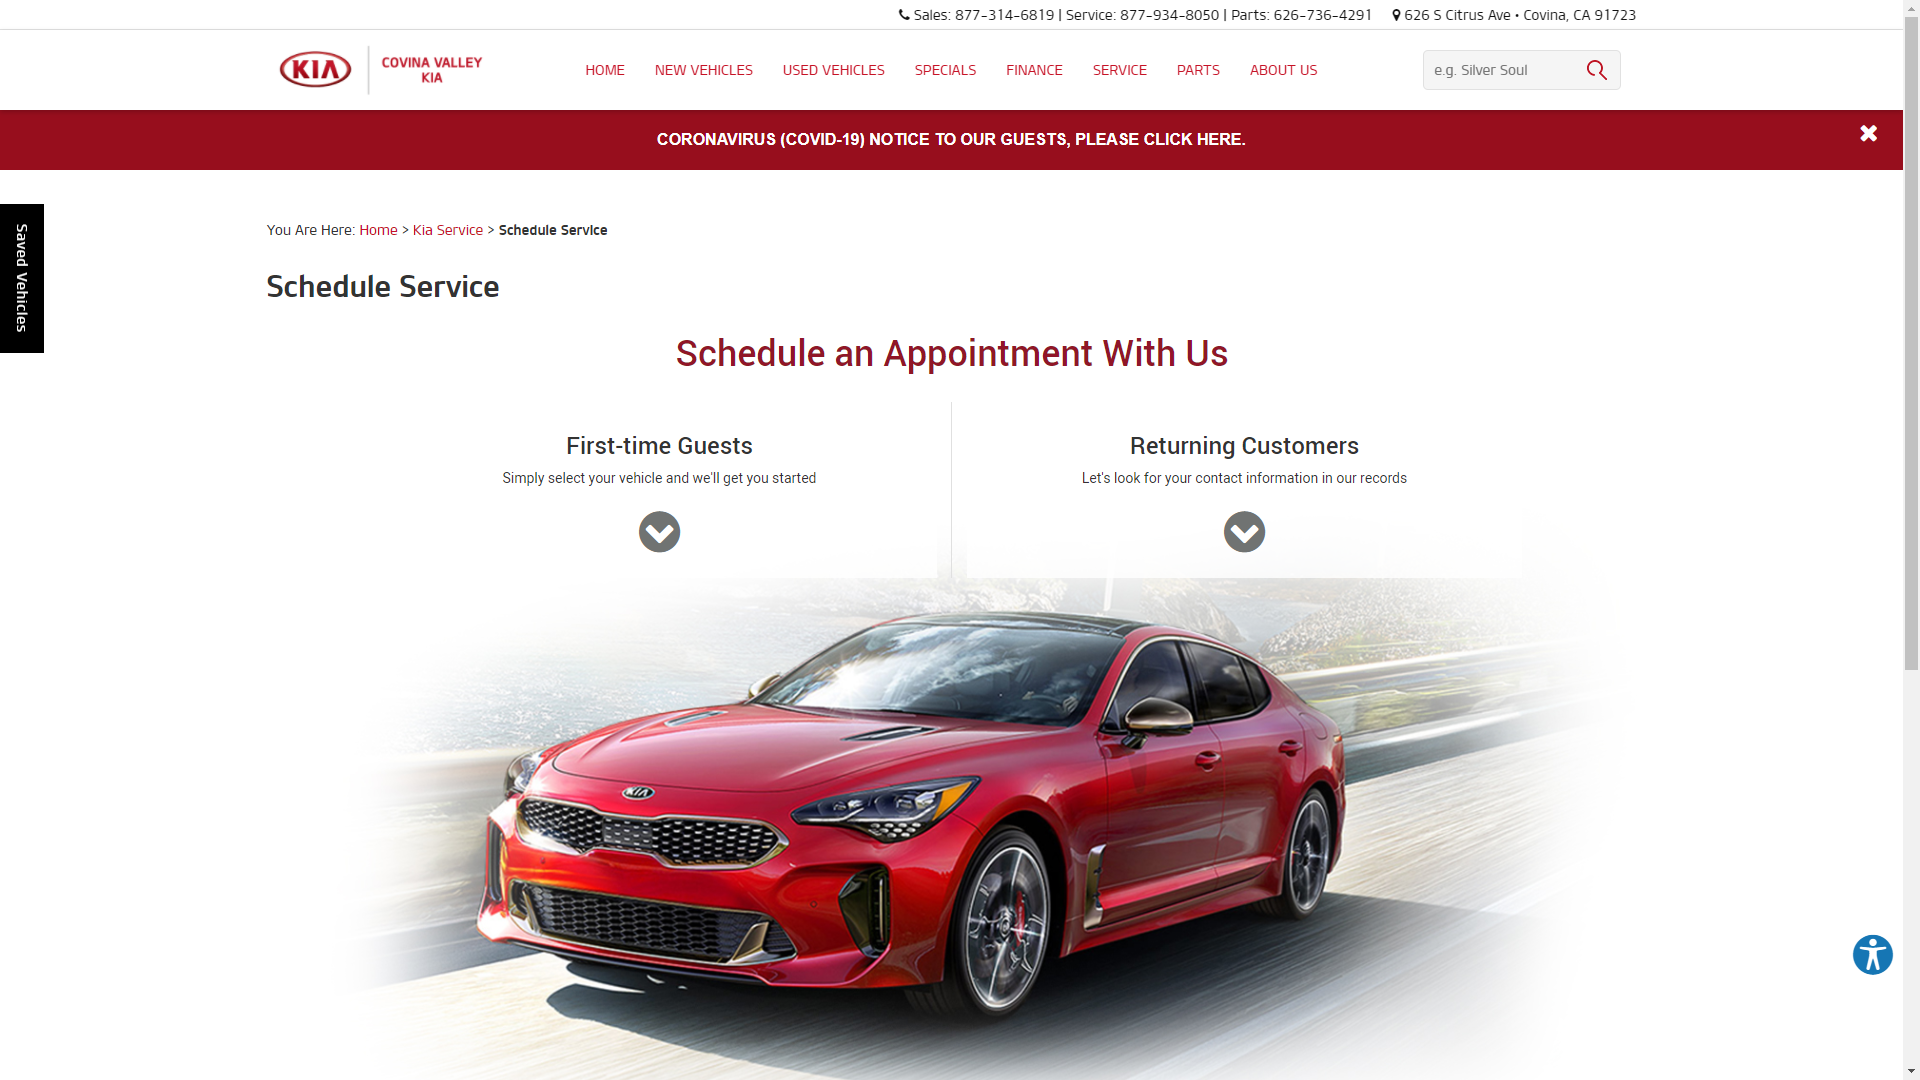 Sales: 877-314-6819 | Service: 877-934-8050 | Parts: 626-736-4291 626 S Citrus Ave • Covina, CA 91723
KIA COVINA VALLEY
KIA
HOME NEW VEHICLES USED VEHICLES SPECIALS FINANCE SERVICE PARTS ABOUT US
e.g. Silver Soul
CORONAVIRUS (COVID-19) NOTICE TO OUR GUESTS, PLEASE CLICK HERE.
Saved Vehicles
You Are Here: Home > Kia Service > Schedule Service
Schedule Service
Schedule an Appointment With Us
First-time Guests
Simply select your vehicle and we'll get you started
Returning Customers
Let's look for your contact information in our records
KIA